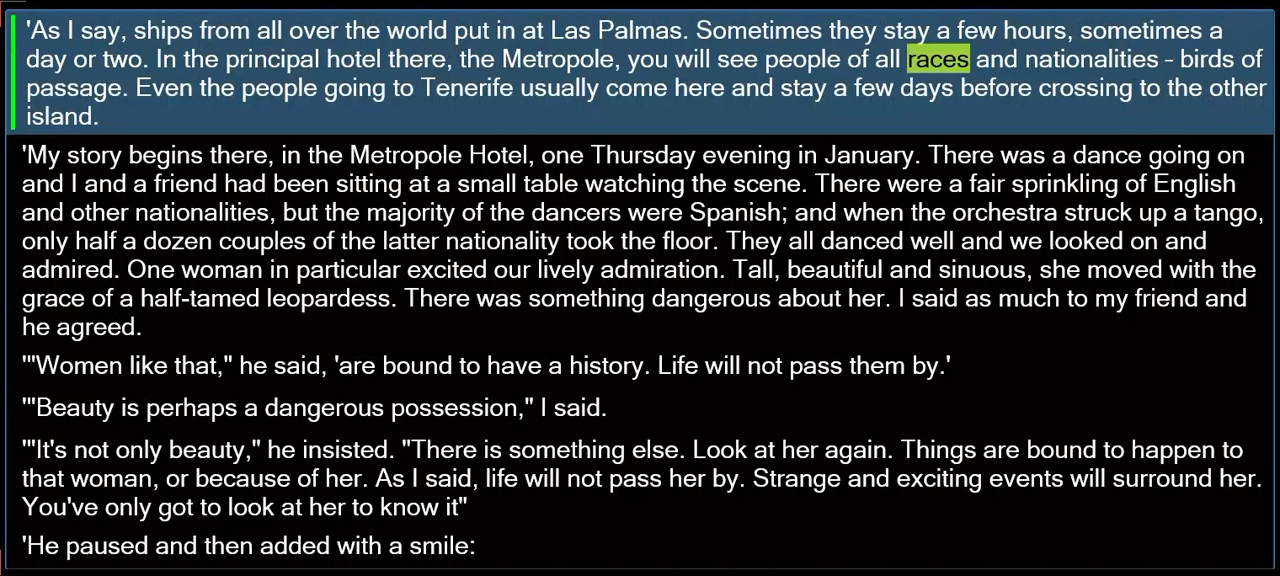 'As I say, ships from all over the world put in at Las Palmas. Sometimes they stay a few hours, sometimes a
day or two. In the principal hotel there, the Metropole, you will see people of all races and nationalities - birds of
passage. Even the people going to Tenerife usually come here and stay a few days before crossing to the other
island.
'My story begins there, in the Metropole Hotel, one Thursday evening in January. There was a dance going on
and I and a friend had been sitting at a small table watching the scene. There were a fair sprinkling of English
and other nationalities, but the majority of the dancers were Spanish; and when the orchestra struck up a tango,
only half a dozen couples of the latter nationality took the floor. They all danced well and we looked on and
admired. One woman in particular excited our lively admiration. Tall, beautiful and sinuous, she moved with the
grace of a half-tamed leopardess. There was something dangerous about her. I said as much to my friend and
he agreed.
'"Women like that," he said, 'are bound to have a history. Life will not pass them by.'
'"Beauty is perhaps a dangerous possession," I said.
'"It's not only beauty," he insisted. "There is something else. Look at her again. Things are bound to happen to
that woman, or because of her. As I said, life will not pass her by. Strange and exciting events will surround her.
You've only got to look at her to know it"
'He paused and then added with a smile: